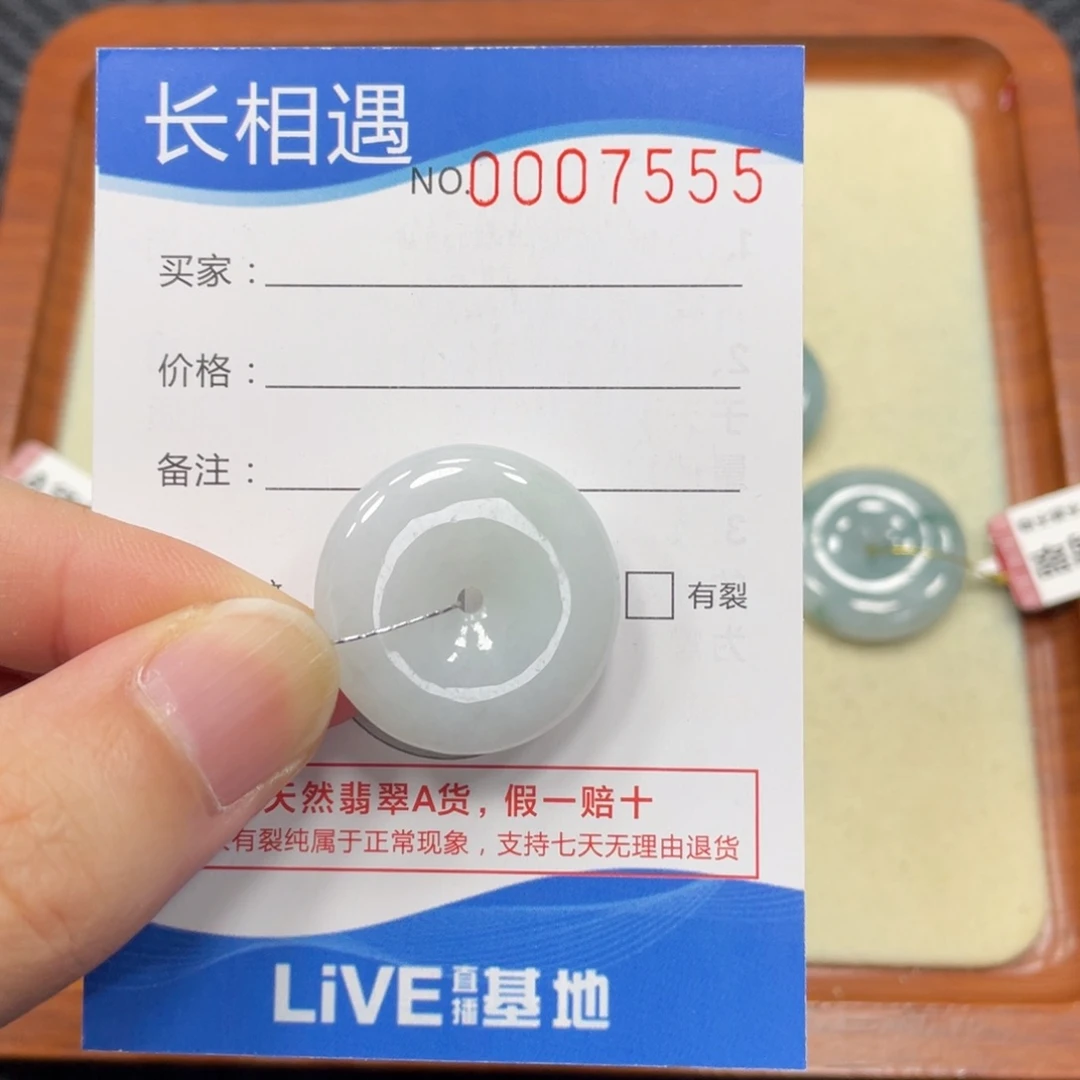 长相遇
NO.0007555
买家：
价格：
备注：
有裂
天然翡翠A货，假一赔十
有裂纯属于正常现象，支持七天无理由退货
LiVE直播基地